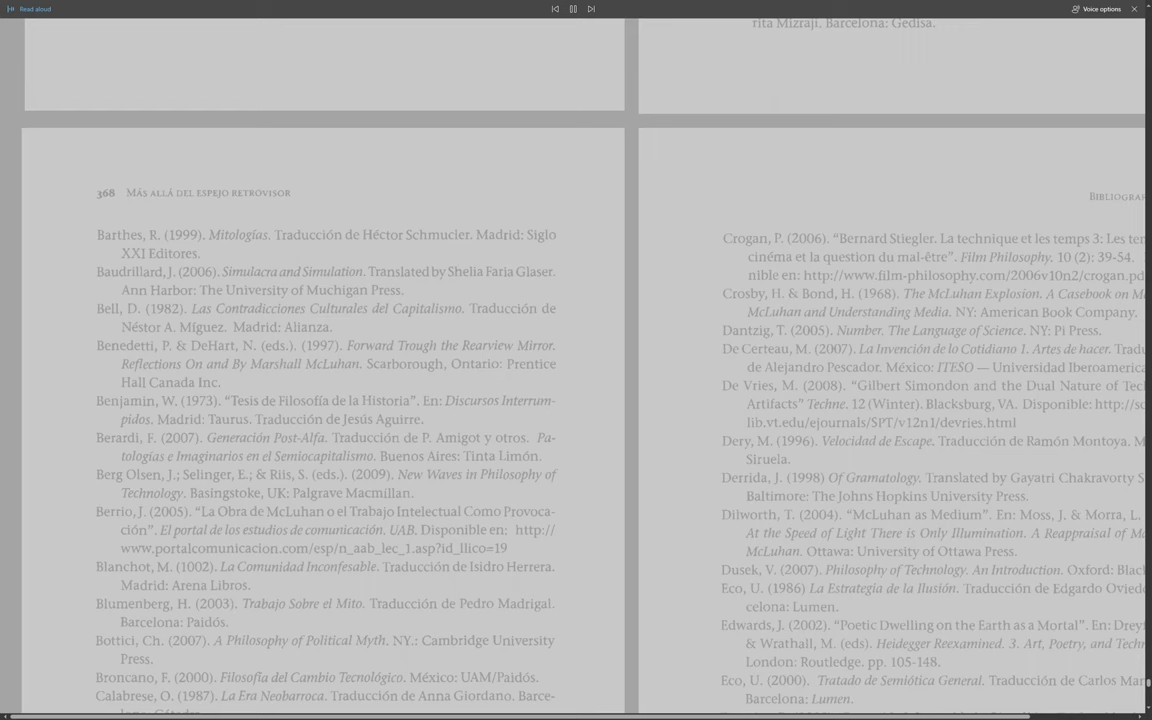 Read aloud
Voice options
rita Mizraji. Barcelona: Gedisa.
368 MÁS ALLÁ DEL ESPEJO RETROVISOR
Barthes, R. (1999). Mitologías. Traducción de Héctor Schmucler. Madrid: Siglo
XXI Editores.
Baudrillard, J. (2006). Simulacra and Simulation. Translated by Shelia Faria Glaser.
Ann Harbor: The University of Muchigan Press.
Bell, D. (1982). Las Contradicciones Culturales del Capitalismo. Traducción de
Néstor A. Míguez. Madrid: Alianza.
Benedetti, P. & DeHart, N. (eds.). (1997). Forward Trough the Rearview Mirror.
Reflections On and By Marshall McLuhan. Scarborough, Ontario: Prentice
Hall Canada Inc.
Benjamin, W. (1973). “Tesis de Filosofía de la Historia”. En: Discursos Interrum-
pidos. Madrid: Taurus. Traducción de Jesús Aguirre.
Berardi, F. (2007). Generación Post-Alfa. Traducción de P. Amigot y otros. Pa-
tologías e Imaginarios en el Semiocapitalismo. Buenos Aires: Tinta Limón.
Berg Olsen, J.; Selinger, E.; & Riis, S. (eds.). (2009). New Waves in Philosophy of
Technology. Basingstoke, UK: Palgrave Macmillan.
Berrio, J. (2005). “La Obra de McLuhan o el Trabajo Intelectual Como Provoca-
ción”. El portal de los estudios de comunicación. UAB. Disponible en; http://
www.portalcomunicacion.com/esp/n_aab_lec_1.asp?id_llico=19
Blanchot, M. (1002). La Comunidad Inconfesable. Traducción de Isidro Herrera.
Madrid: Arena Libros.
Blumenberg, H. (2003). Trabajo Sobre el Mito. Traducción de Pedro Madrigal.
Barcelona: Paidós.
Bottici, Ch. (2007). A Philosophy of Political Myth. NY.: Cambridge University
Press.
Broncano, F. (2000). Filosofía del Cambio Tecnológico. México: UAM/Paidós.
Calabrese, O. (1987). La Era Neobarroca. Traducción de Anna Giordano. Barce-
BIBLIOGRA
Crogan, P. (2006). “Bernard Stiegler. La technique et les temps 3: Les ten
cinéma et la question du mal-être”. Film Philosophy. 10 (2): 39-54.
nible en: http://www.film-philosophy.com/2006v10n2/crogan.pd
Crosby, H. & Bond, H. (1968). The McLuhan Explosion. A Casebook on M
McLuhan and Understanding Media. NY: American Book Company.
Dantzig, T. (2005). Number. The Language of Science. NY: Pi Press.
De Certeau, M. (2007). La Invención de lo Cotidiano 1. Artes de hacer. Tradu
de Alejandro Pescador. México: ITESO — Universidad Iberoamerica
De Vries, M. (2008). “Gilbert Simondon and the Dual Nature of Tec
Artifacts” Techne. 12 (Winter). Blacksburg, VA. Disponible: http://sc
lib.vt.edu/ejournals/SPT/v12n1/devries.html
Dery, M. (1996). Velocidad de Escape. Traducción de Ramón Montoya. M
Siruela.
Derrida, J. (1998) Of Gramatology. Translated by Gayatri Chakravorty S
Baltimore: The Johns Hopkins University Press.
Dilworth, T. (2004). “McLuhan as Medium”. En: Moss, J. & Morra, L.
At the Speed of Light There is Only Illumination. A Reappraisal of Ma
McLuhan. Ottawa: University of Ottawa Press.
Dusek, V. (2007). Philosophy of Technology. An Introduction. Oxford: Blac
Eco, U. (1986) La Estrategia de la Ilusión. Traducción de Edgardo Oviedo
celona: Lumen.
Edwards, J. (2002). “Poetic Dwelling on the Earth as a Mortal”. En: Drey
& Wrathall, M. (eds). Heidegger Reexamined. 3. Art, Poetry, and Techn
London: Routledge. pp. 105-148.
Eco, U. (2000). Tratado de Semiótica General. Traducción de Carlos Man
Barcelona: Lumen.